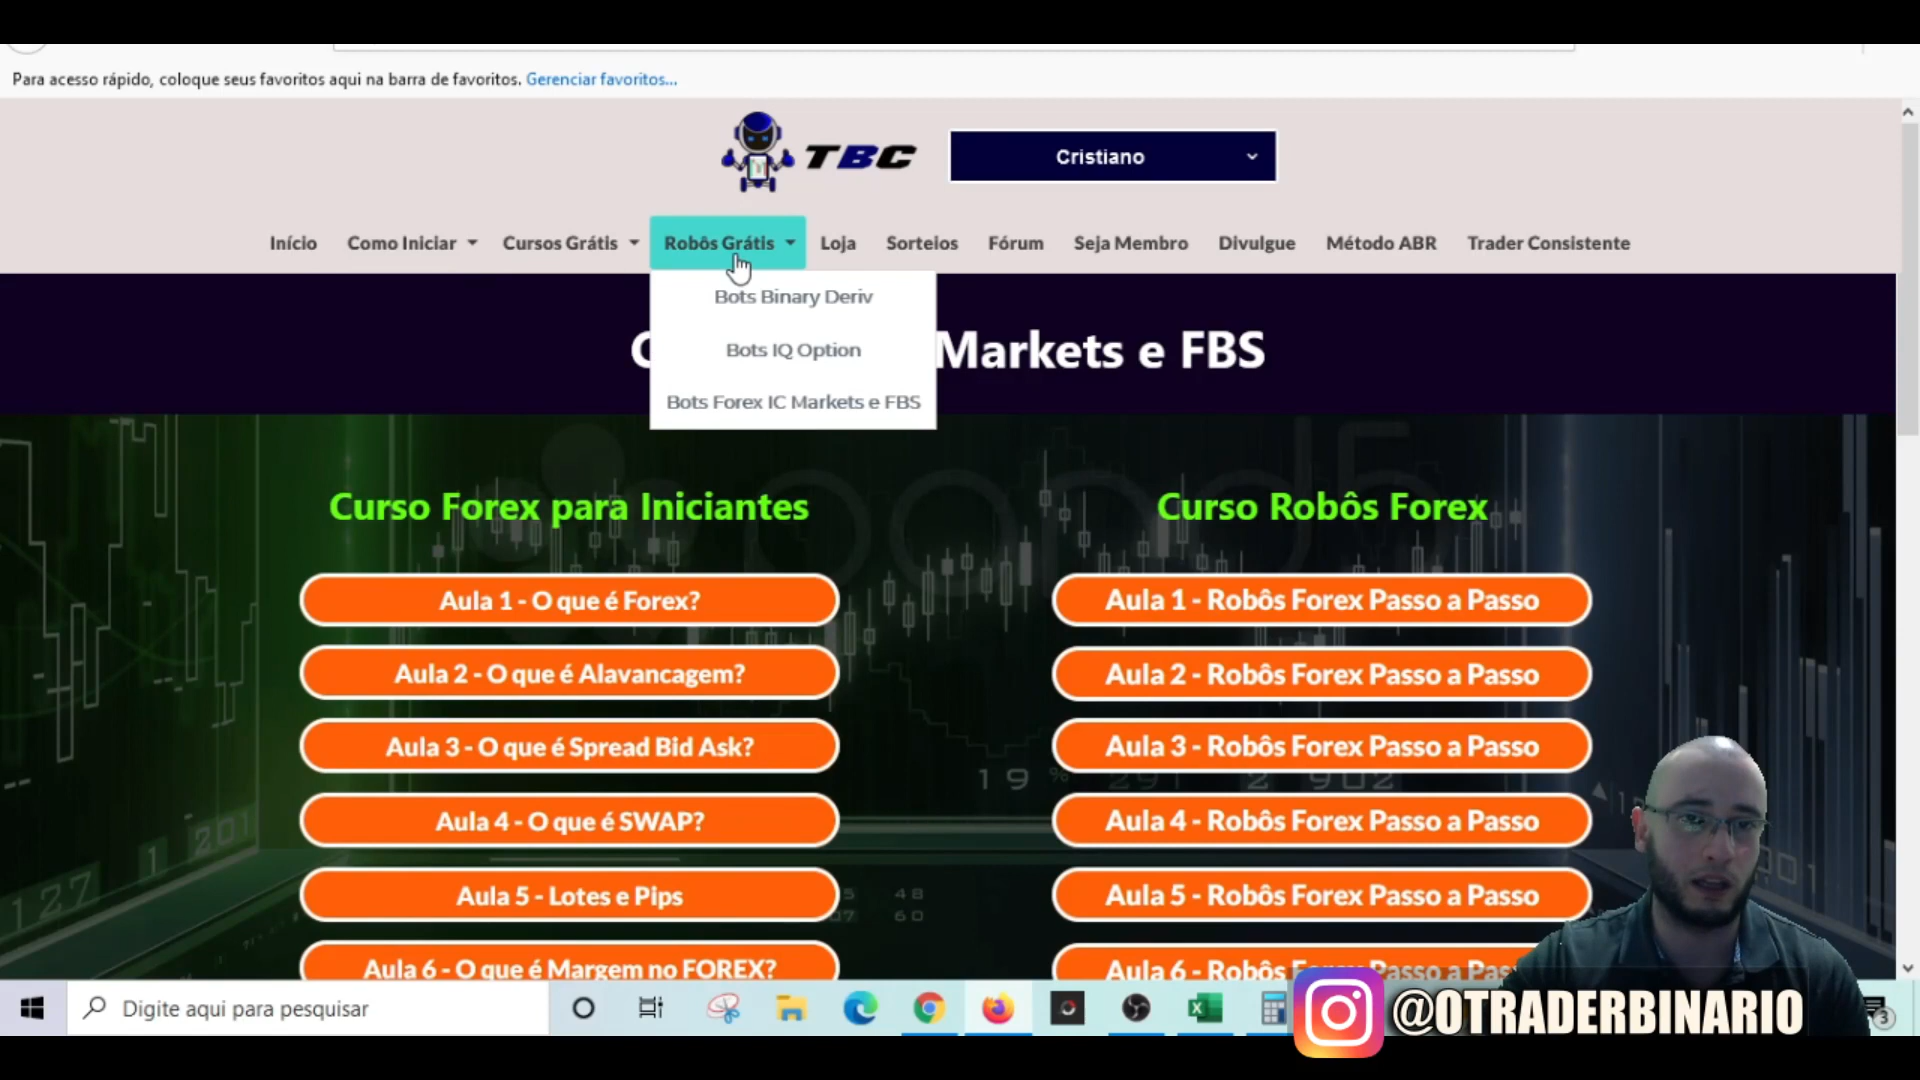 Para acesso rápido, coloque seus favoritos aqui na barra de favoritos. Gerenciar favoritos...
TBC
Cristiano
Início Como Iniciar Cursos Grátis Robôs Grátis Loja Sorteios Fórum Seja Membro Divulgue Método ABR Trader Consistente
Bots Binary Deriv
Bots IQ Option
Bots Forex IC Markets e FBS
Markets e FBS
Curso Forex para Iniciantes
Aula 1 - O que é Forex?
Aula 2 - O que é Alavancagem?
Aula 3 - O que é Spread Bid Ask?
Aula 4 - O que é SWAP?
Aula 5 - Lotes e Pips
Aula 6 - O que é Margem no FOREX?
Curso Robôs Forex
Aula 1 - Robôs Forex Passo a Passo
Aula 2 - Robôs Forex Passo a Passo
Aula 3 - Robôs Forex Passo a Passo
Aula 4 - Robôs Forex Passo a Passo
Aula 5 - Robôs Forex Passo a Passo
Aula 6 - Robôs Passo a
Digite aqui para pesquisar
@OTRADERBINARIO
3